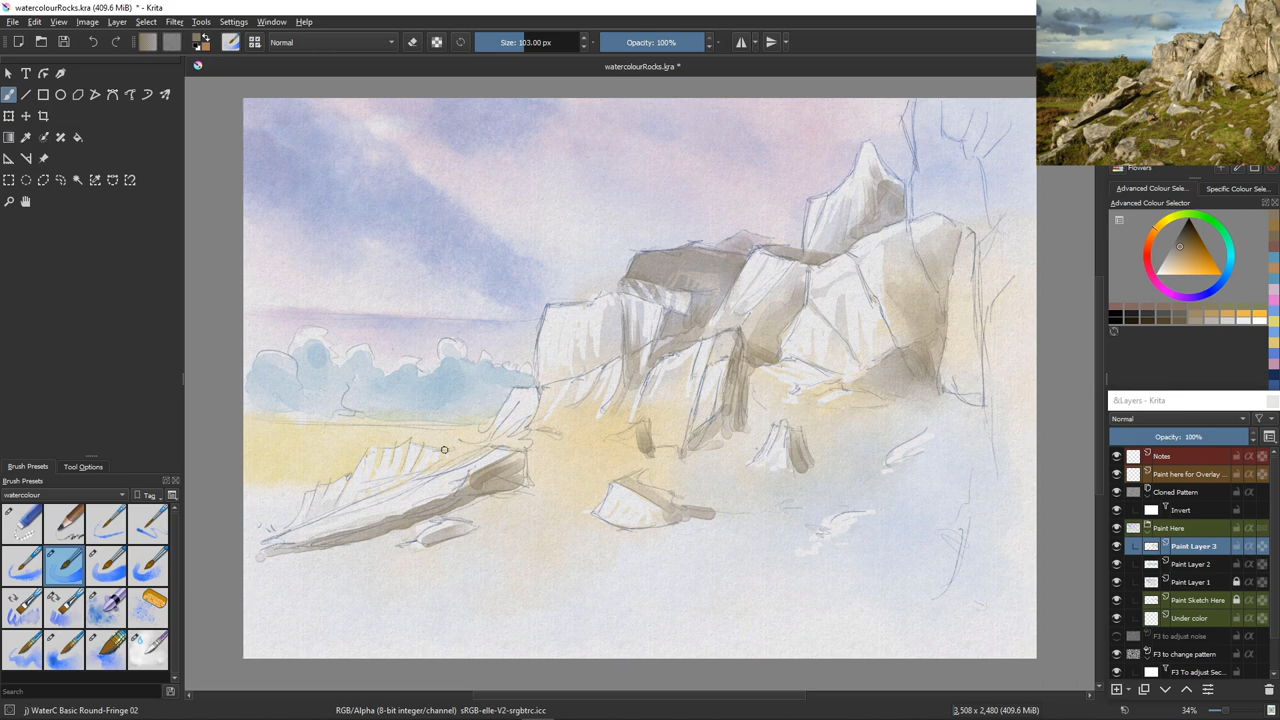 watercolourRocks.kra (409.6 MiB) * - Krita
File Edit View Image Layer Select Filter Tools Settings Window Help
Normal Size: 103.00 px Opacity: 100%
watercolourRocks.kra *
Flowers
Advanced Colour Sele... Specific Colour Sele...
Advanced Colour Selector
&Layers - Krita
Normal
Opacity: 100%
Notes
Paint here for Overlay ...
Cloned Pattern
Invert
Paint Here
Paint Layer 3
Paint Layer 2
Paint Layer 1
Paint Sketch Here
Under color
F3 to adjust noise
F3 to change pattern
F3 To adjust Sec...
Brush Presets Tool Options
Brush Presets
watercolour Tag
Search
j) WaterC Basic Round-Fringe 02 RGB/Alpha (8-bit integer/channel) sRGB-elle-V2-srgbtrc.icc 3,508 x 2,480 (409.6 MiB) 34%